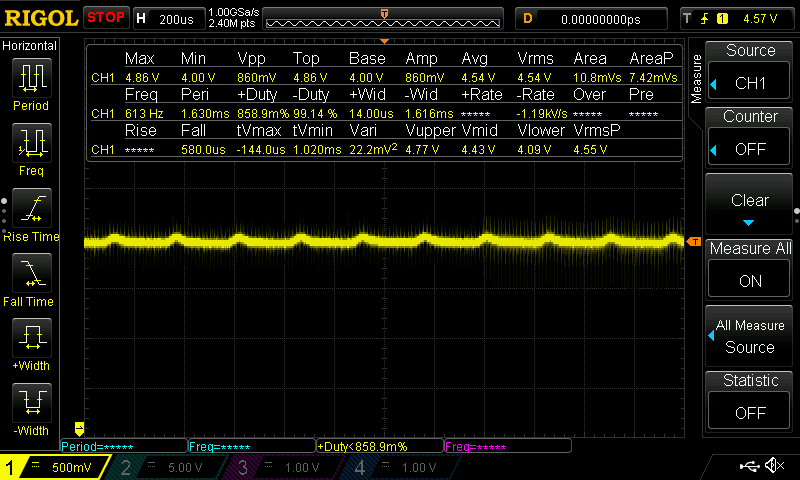 RIGOL STOP H 200us 1.00GSa/s 2.40M pts T D 0.00000000ps T 1 4.57 V
Horizontal
Period
Freq
Rise Time
Fall Time
+Width
-Width
Max Min Vpp Top Base Amp Avg Vrms Area AreaP
CH1 4.86 V 4.00 V 860mV 4.86 V 4.00 V 860mV 4.54 V 4.54 V 10.8mVs 7.42mVs
Freq Peri +Duty -Duty +Wid -Wid +Rate -Rate Over Pre
CH1 613 Hz 1.630ms 858.9m% 99.14 % 14.00us 1.616ms ***** -1.19kV/s ***** *****
Rise Fall tVmax tVmin Vari Vupper Vmid Vlower VrmsP
CH1 ***** 580.0us -144.0us 1.020ms 22.2mV² 4.77 V 4.43 V 4.09 V 4.55 V
T
Measure
Source
CH1
Counter
OFF
Clear
Measure All
ON
All Measure
Source
Statistic
OFF
Period=***** Freq=***** +Duty<858.9m% Freq=*****
1 500mV 2 5.00 V 3 1.00 V 4 1.00 V